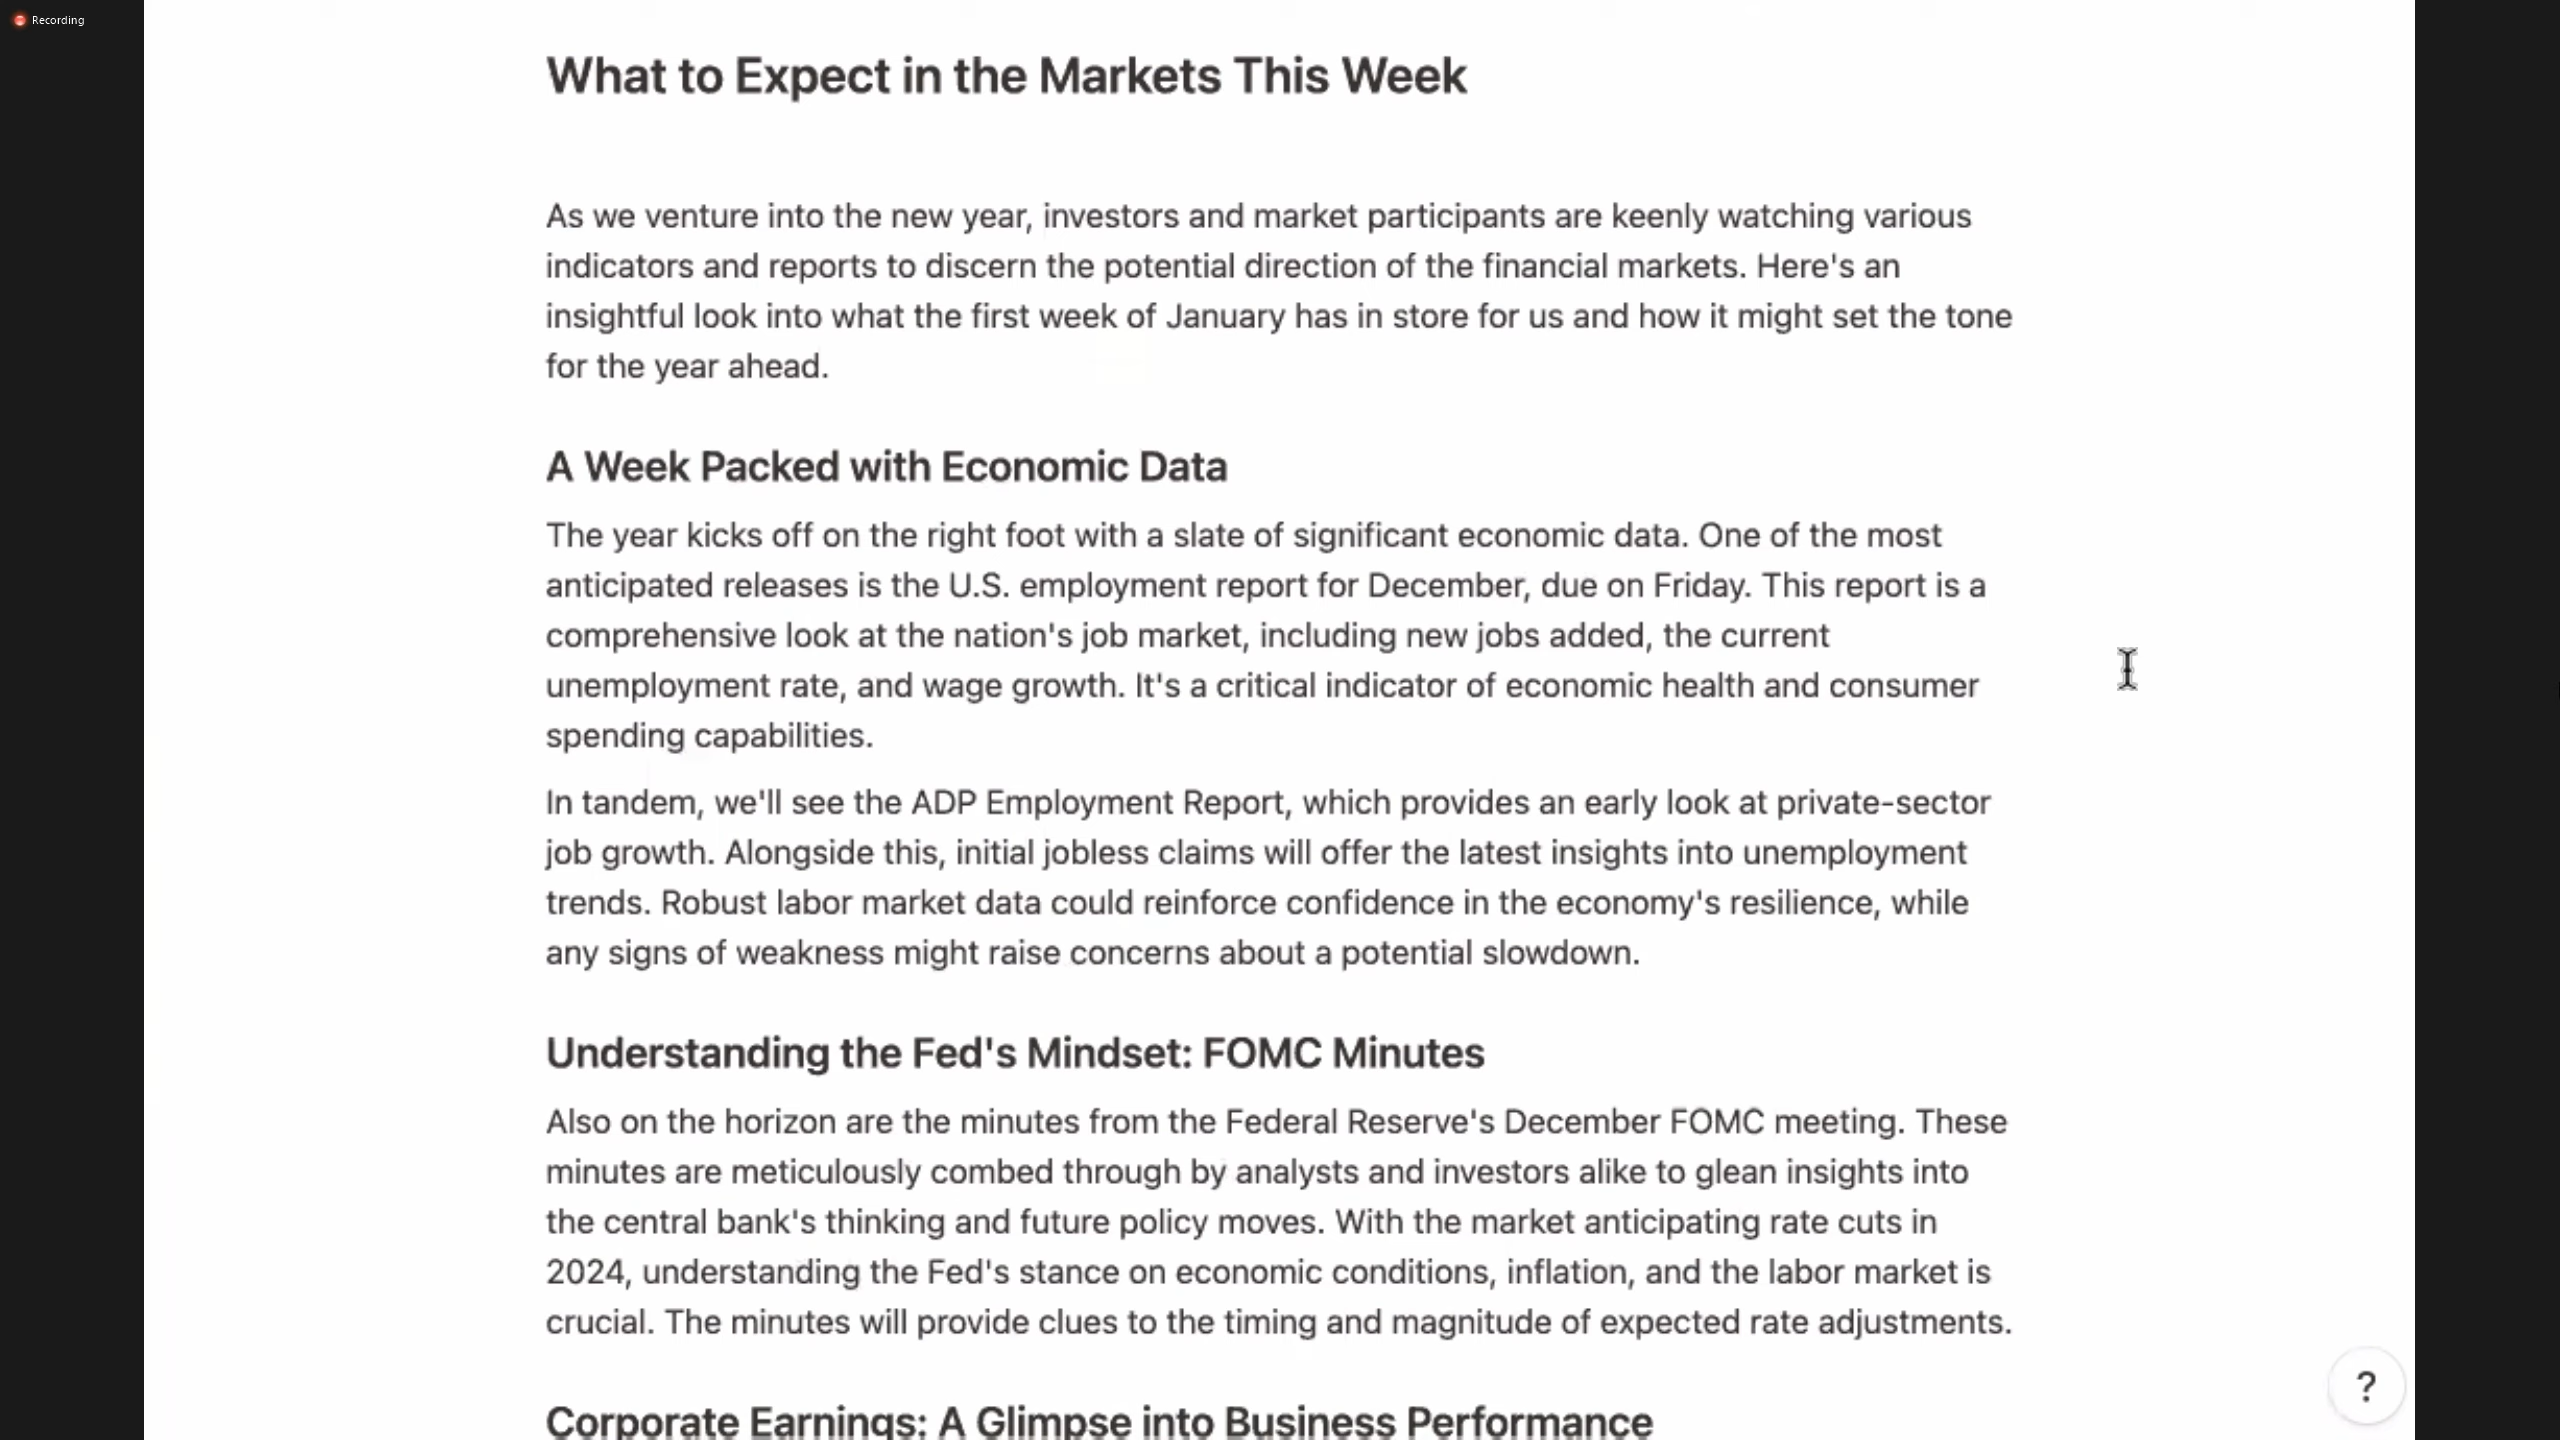 Recording
What to Expect in the Markets This Week
As we venture into the new year, investors and market participants are keenly watching various
indicators and reports to discern the potential direction of the financial markets. Here's an
insightful look into what the first week of January has in store for us and how it might set the tone
for the year ahead.
A Week Packed with Economic Data
The year kicks off on the right foot with a slate of significant economic data. One of the most
anticipated releases is the U.S. employment report for December, due on Friday. This report is a
comprehensive look at the nation's job market, including new jobs added, the current
unemployment rate, and wage growth. It's a critical indicator of economic health and consumer
spending capabilities.
In tandem, we'll see the ADP Employment Report, which provides an early look at private-sector
job growth. Alongside this, initial jobless claims will offer the latest insights into unemployment
trends. Robust labor market data could reinforce confidence in the economy's resilience, while
any signs of weakness might raise concerns about a potential slowdown.
Understanding the Fed's Mindset: FOMC Minutes
Also on the horizon are the minutes from the Federal Reserve's December FOMC meeting. These
minutes are meticulously combed through by analysts and investors alike to glean insights into
the central bank's thinking and future policy moves. With the market anticipating rate cuts in
2024, understanding the Fed's stance on economic conditions, inflation, and the labor market is
crucial. The minutes will provide clues to the timing and magnitude of expected rate adjustments.
?
Corporate Earnings: A Glimpse into Business Performance